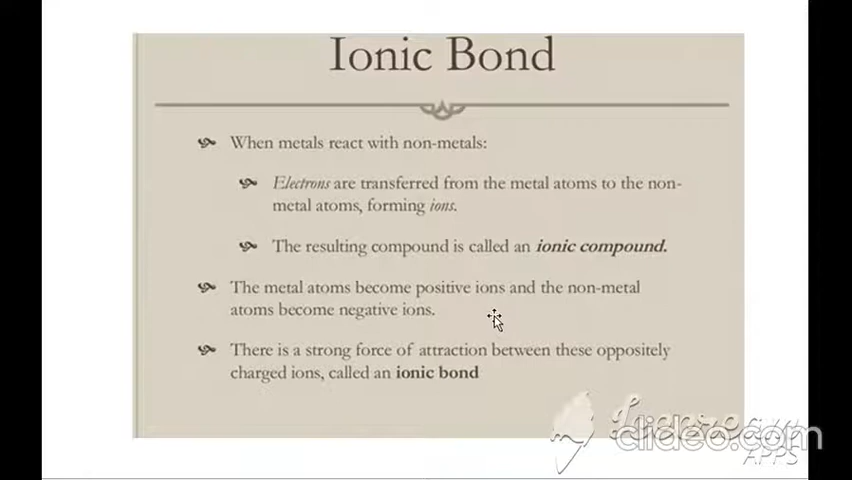 Ionic Bond
When metals react with non-metals:
Electrons are transferred from the metal atoms to the non-
metal atoms, forming ions.
The resulting compound is called an ionic compound.
The metal atoms become positive ions and the non-metal
atoms become negative ions.
There is a strong force of attraction between these oppositely
charged ions, called an ionic bond
clideo.com
APPS